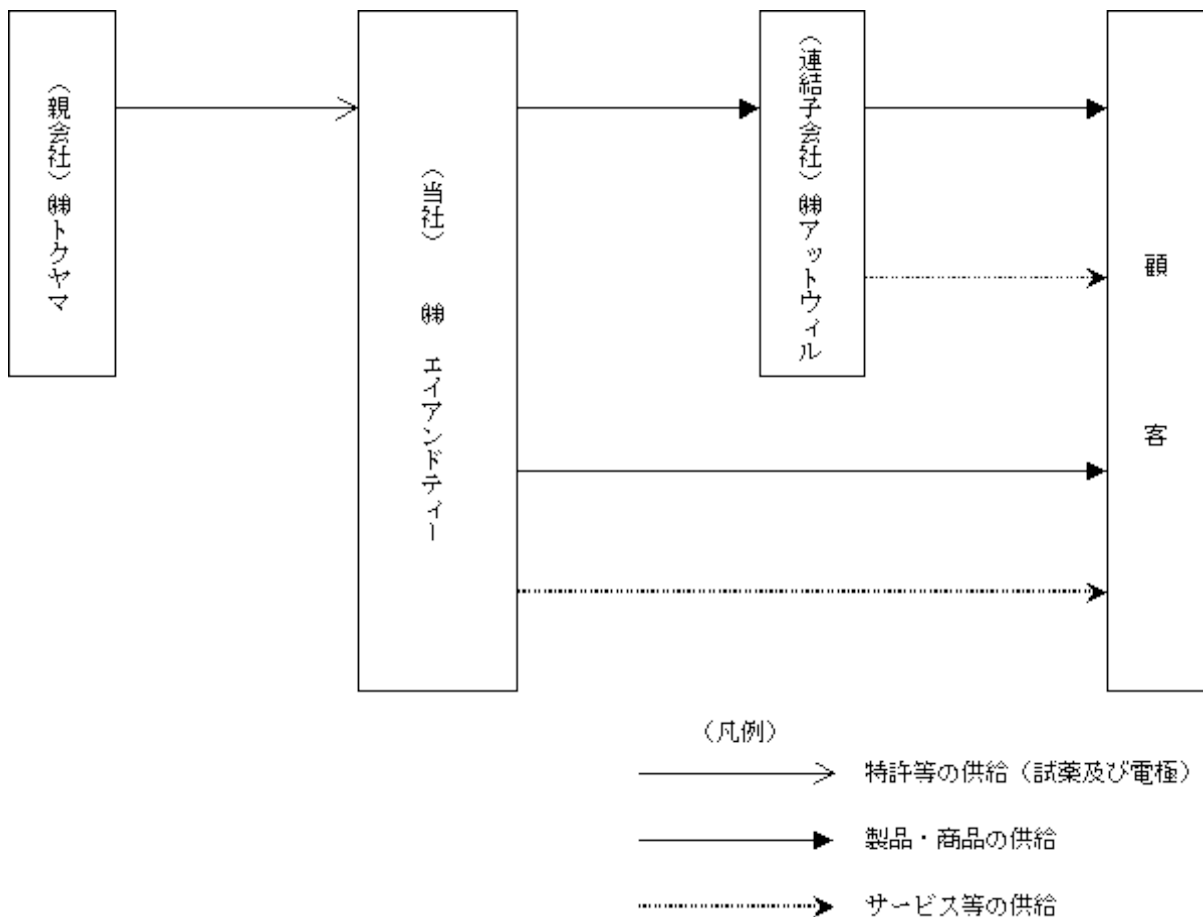 （親会社）㈱トクヤマ
（当社）　㈱　エイアンドティー
（連結子会社）㈱アットウィル
顧客
（凡例）
特許等の供給（試薬及び電極）
製品・商品の供給
サービス等の供給